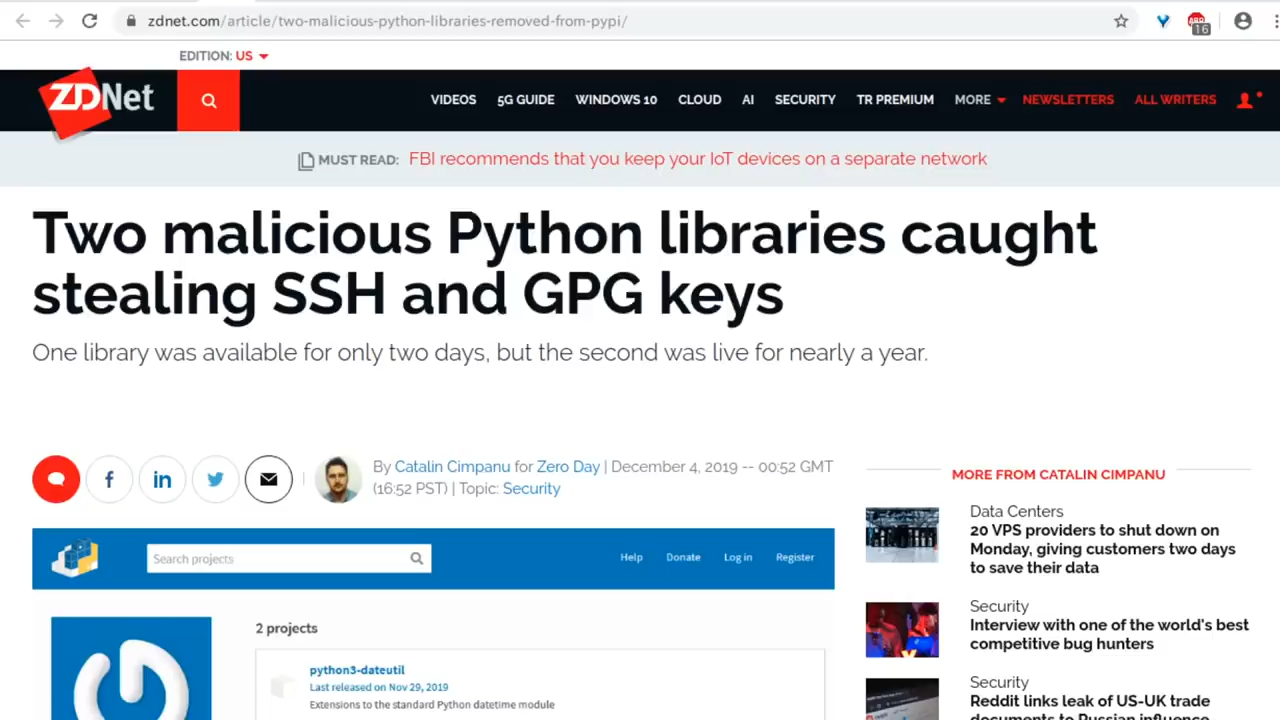 zdnet.com/article/two-malicious-python-libraries-removed-from-pypi/
16
EDITION: US
ZDNet
VIDEOS 5G GUIDE WINDOWS 10 CLOUD AI SECURITY TR PREMIUM MORE NEWSLETTERS ALL WRITERS
MUST READ: FBI recommends that you keep your IoT devices on a separate network
Two malicious Python libraries caught
stealing SSH and GPG keys
One library was available for only two days, but the second was live for nearly a year.
By Catalin Cimpanu for Zero Day | December 4, 2019 -- 00:52 GMT
(16:52 PST) | Topic: Security
Search projects
Help Donate Log in Register
2 projects
python3-dateutil
Last released on Nov 29, 2019
Extensions to the standard Python datetime module
MORE FROM CATALIN CIMPANU
Data Centers
20 VPS providers to shut down on
Monday, giving customers two days
to save their data
Security
Interview with one of the world's best
competitive bug hunters
Security
Reddit links leak of US-UK trade
documents to Russian influence